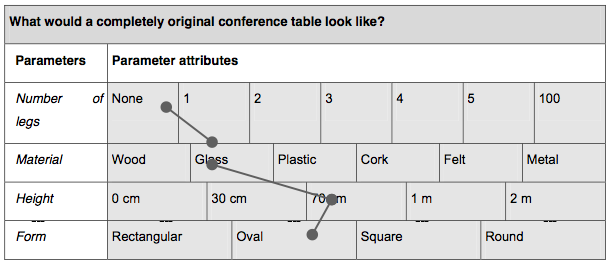 What would a completely original conference table look like?
Parameters Parameter attributes
Number of legs None 1 2 3 4 5 100
Material Wood Glass Plastic Cork Felt Metal
Height 0 cm 30 cm 70 cm 1 m 2 m
Form Rectangular Oval Square Round